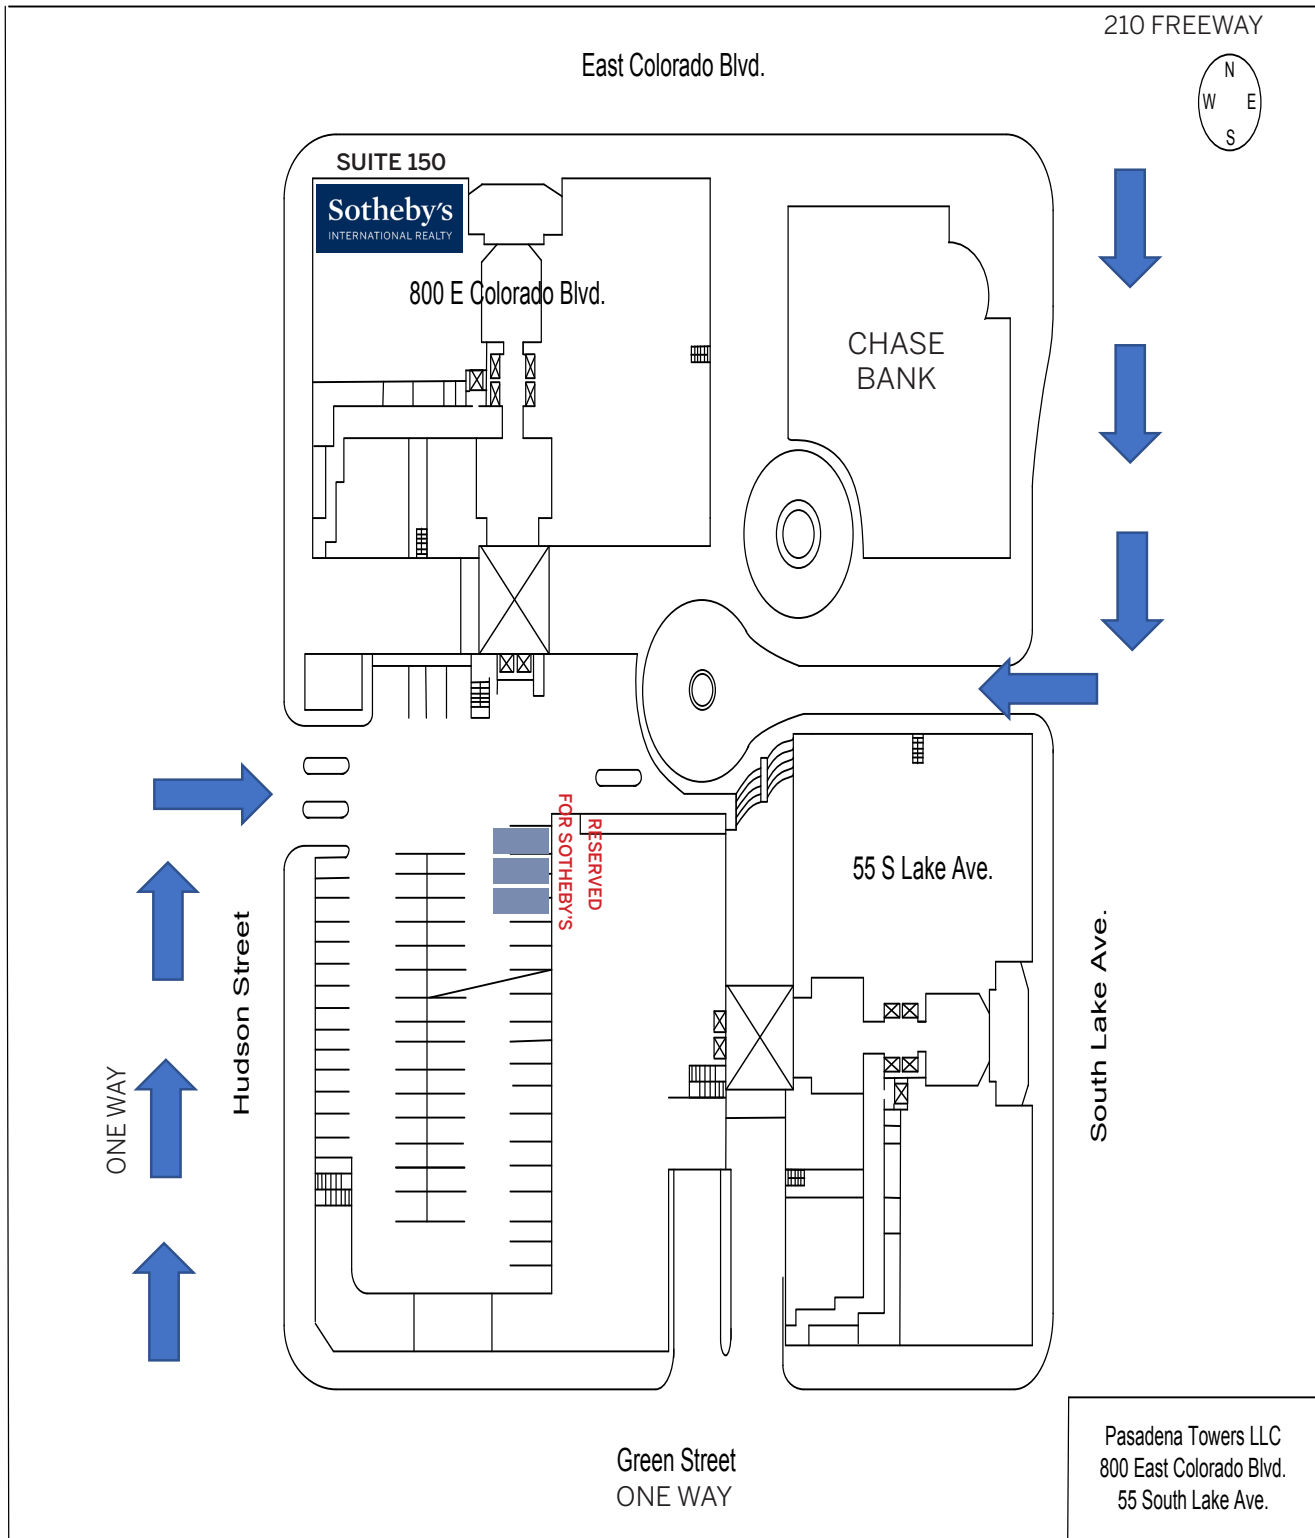 210 FREEWAY
East Colorado Blvd.
N
W E
S
SUITE 150
Sotheby's
INTERNATIONAL REALTY
800 E Colorado Blvd.
CHASE
BANK
RESERVED
FOR SOTHEBY'S
55 S Lake Ave.
Hudson Street
ONE WAY
South Lake Ave.
Green Street
ONE WAY
Pasadena Towers LLC
800 East Colorado Blvd.
55 South Lake Ave.